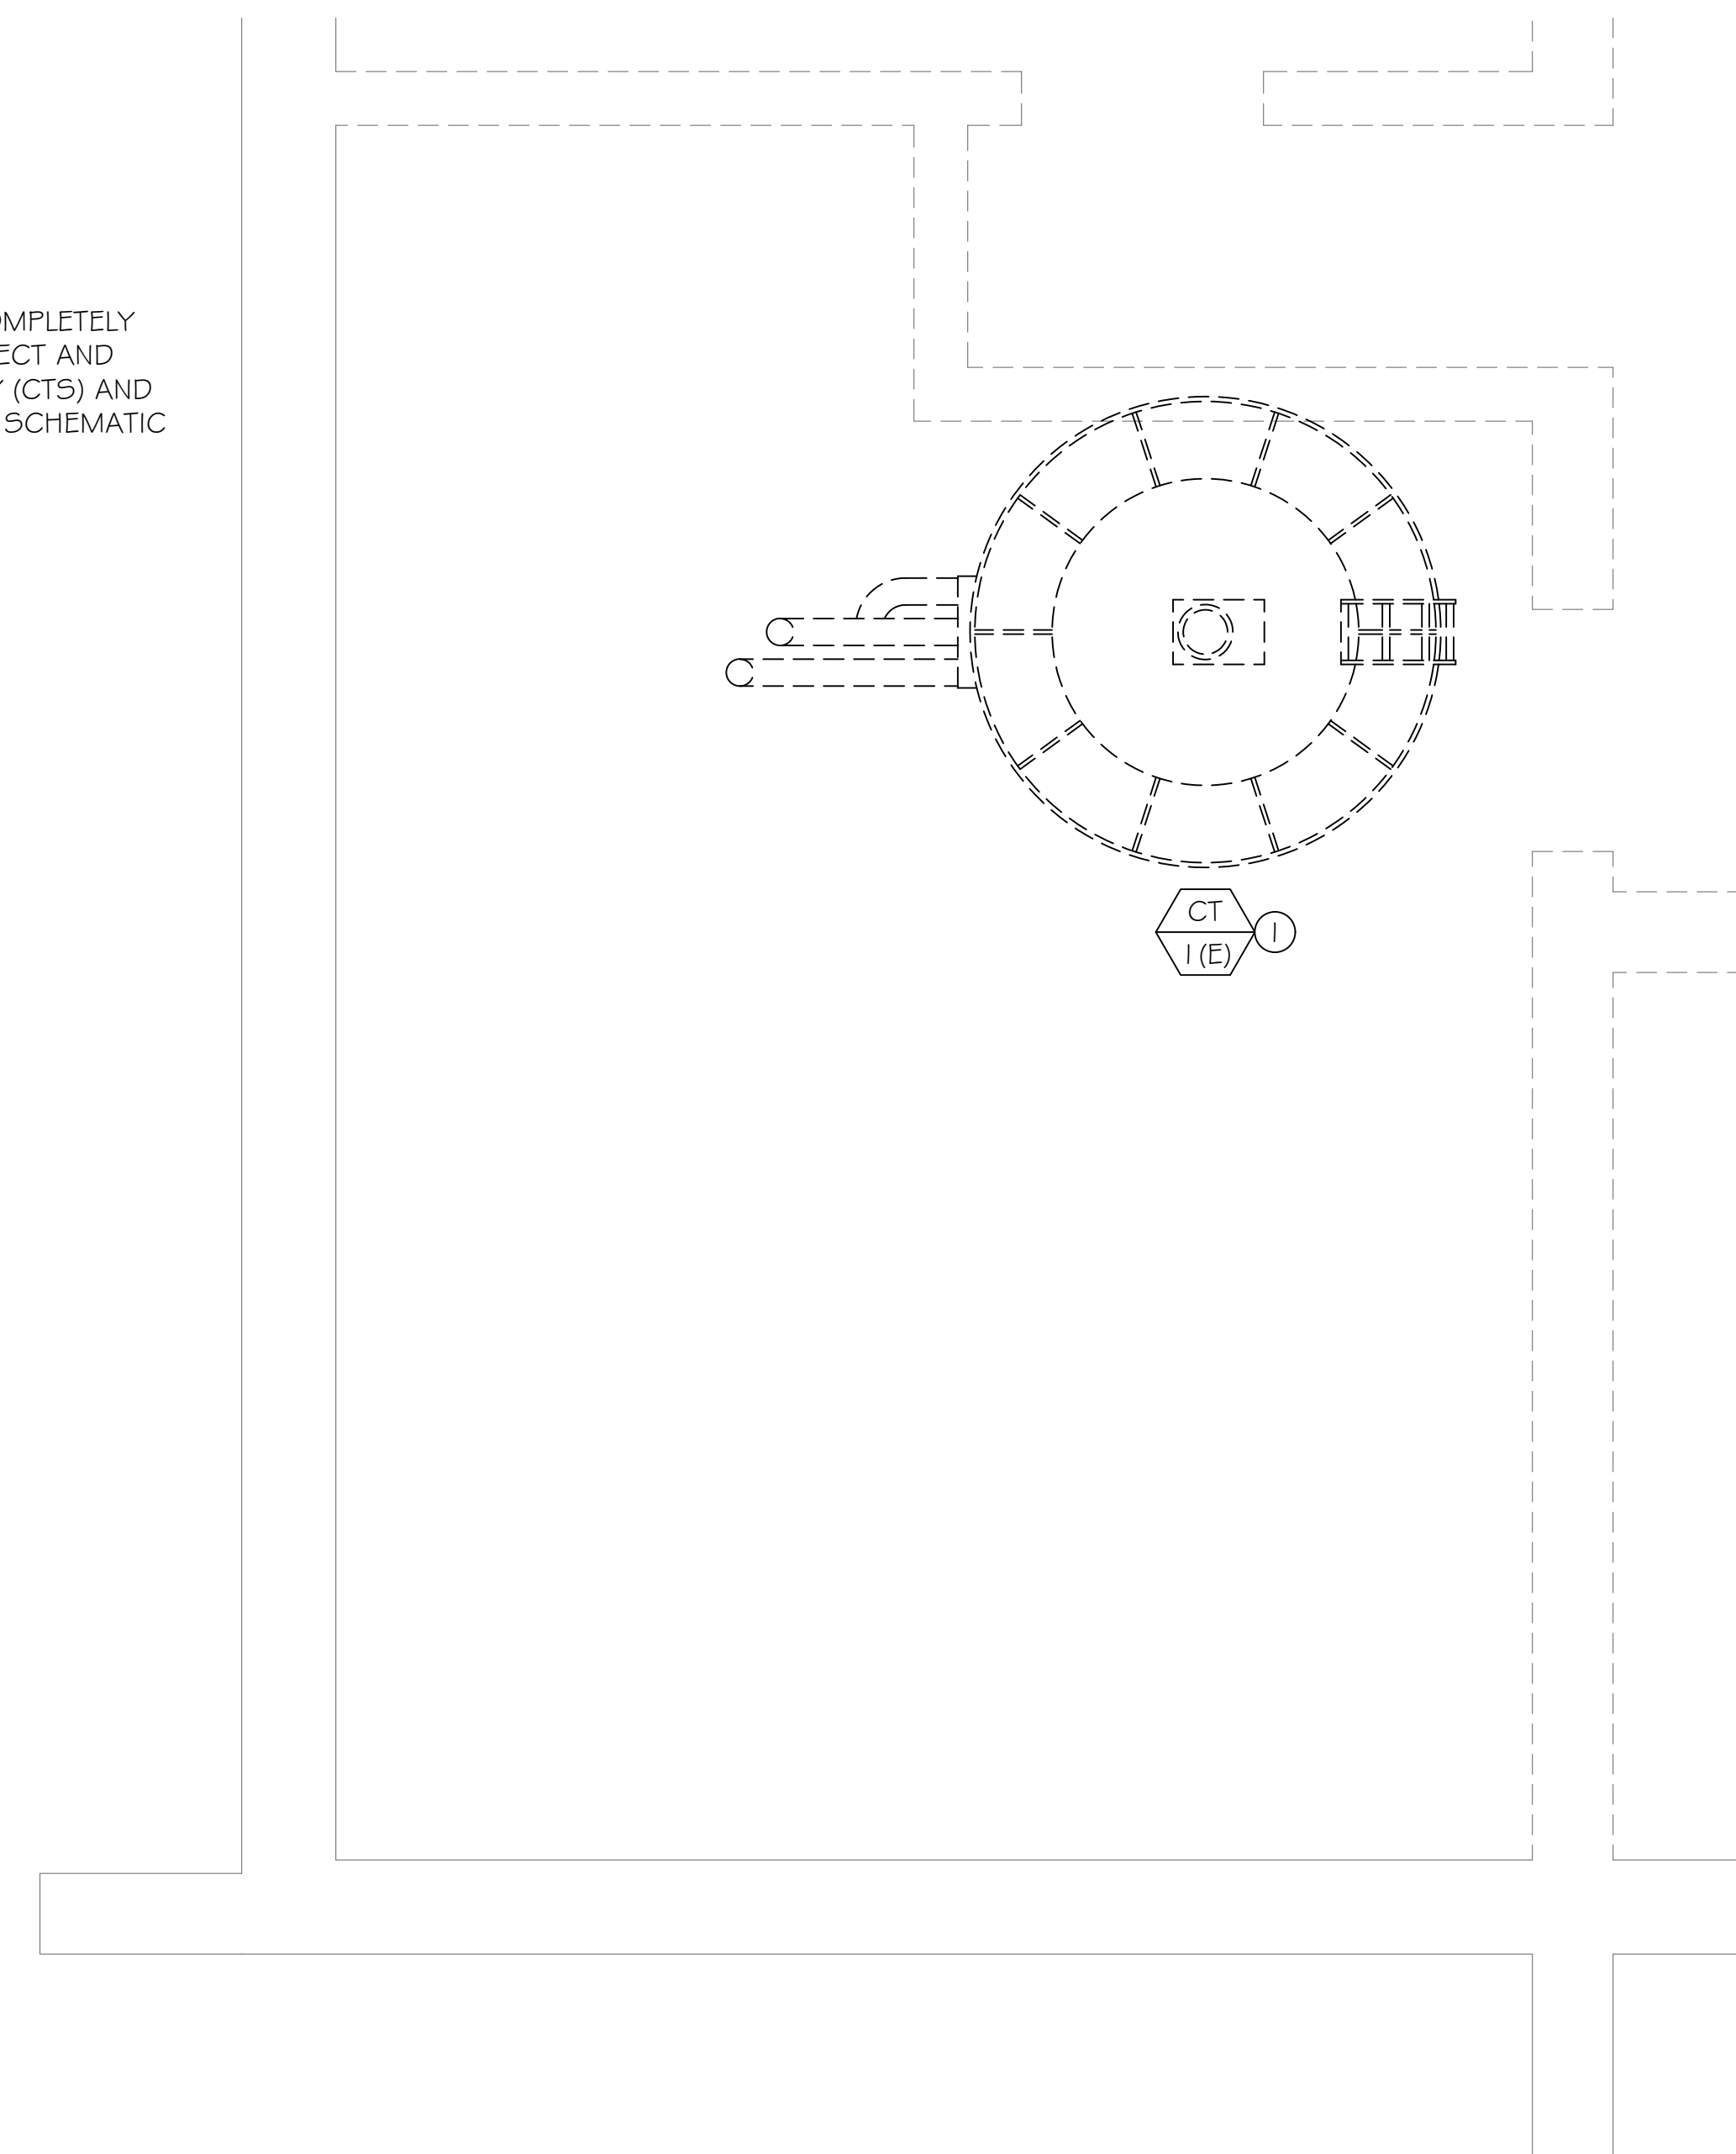 OMPLETELY
ECT AND
(CTS) AND
SCHEMATIC
CT
1 (E)
1